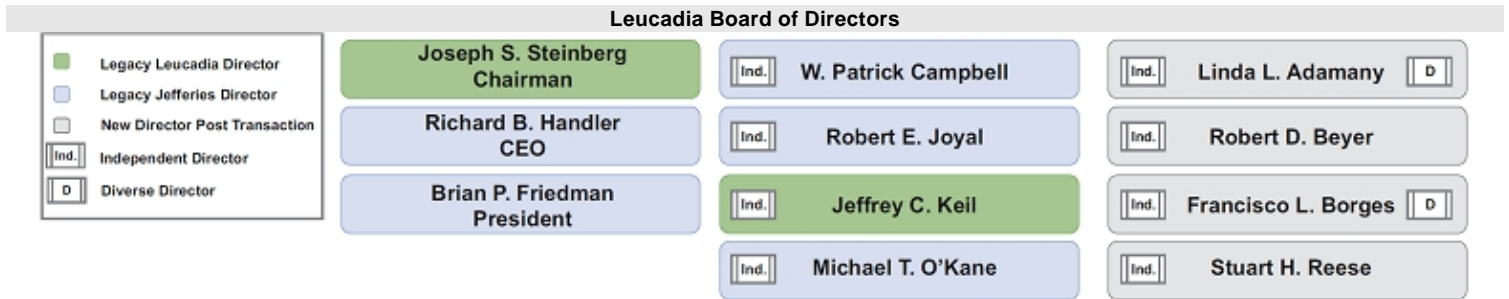 Leucadia Board of Directors
Legacy Leucadia Director
Legacy Jefferies Director
New Director Post Transaction
Ind. Independent Director
D Diverse Director
Joseph S. Steinberg
Chairman
Richard B. Handler
CEO
Brian P. Friedman
President
Ind. W. Patrick Campbell
Ind. Robert E. Joyal
Ind. Jeffrey C. Keil
Ind. Michael T. O'Kane
Ind. Linda L. Adamany D
Ind. Robert D. Beyer
Ind. Francisco L. Borges D
Ind. Stuart H. Reese